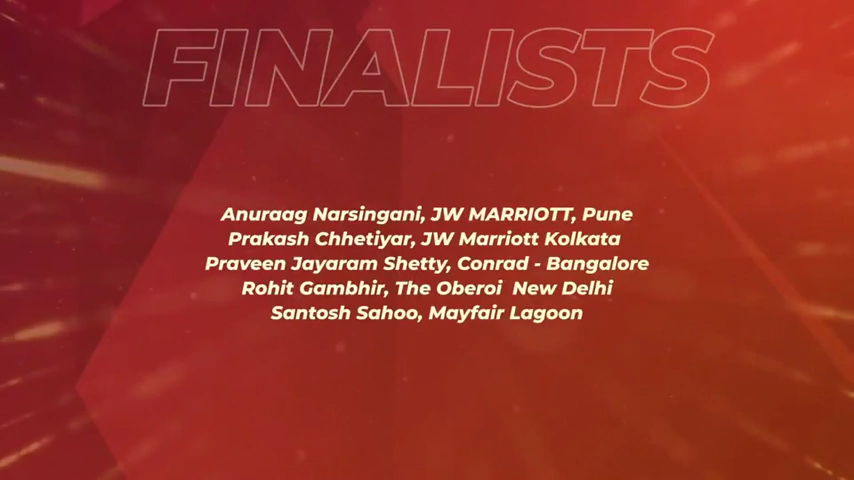 FINALISTS
Anuraag Narsingani, JW MARRIOTT, Pune
Prakash Chhetiyar, JW Marriott Kolkata
Praveen Jayaram Shetty, Conrad - Bangalore
Rohit Gambhir, The Oberoi  New Delhi
Santosh Sahoo, Mayfair Lagoon